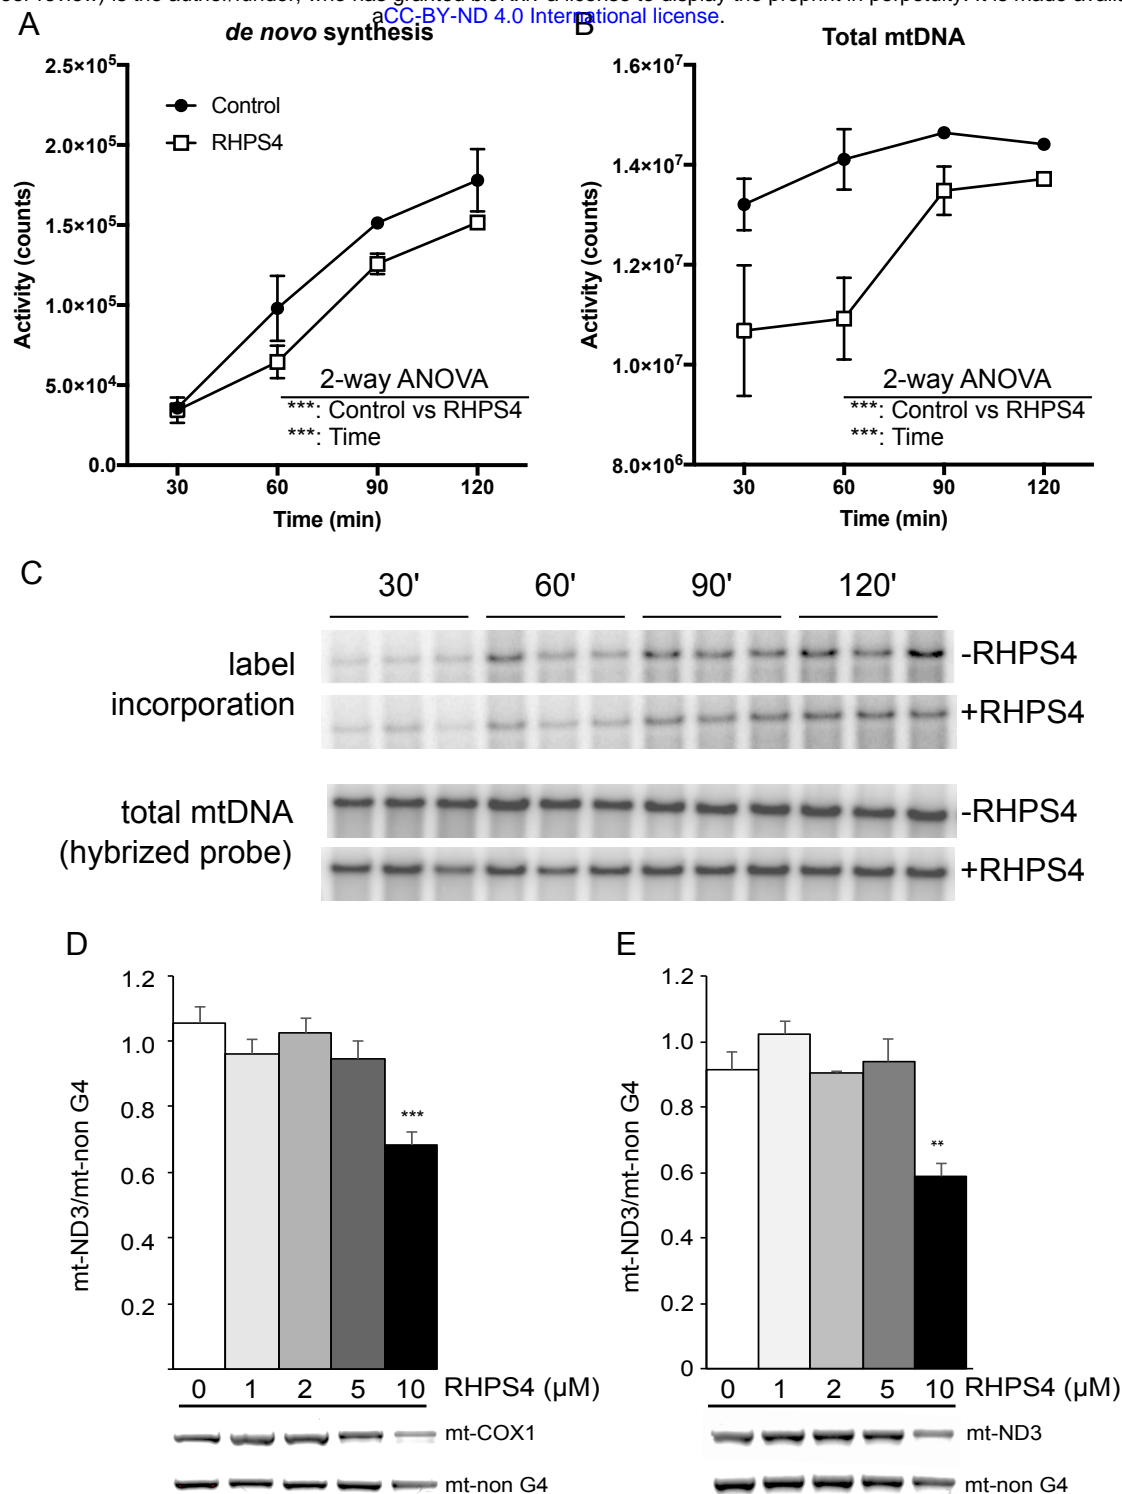 aCC-BY-ND 4.0 International license.
A
de novo synthesis
B
Total mtDNA
2.5×10⁵
2.0×10⁵
1.5×10⁵
1.0×10⁵
5.0×10⁴
0.0
Activity (counts)
Control
RHPS4
2-way ANOVA
***: Control vs RHPS4
***: Time
30 60 90 120
Time (min)
1.6×10⁷
1.4×10⁷
1.2×10⁷
1.0×10⁷
8.0×10⁶
Activity (counts)
2-way ANOVA
***: Control vs RHPS4
***: Time
30 60 90 120
Time (min)
C
30' 60' 90' 120'
label
incorporation
-RHPS4
+RHPS4
total mtDNA
(hybrized probe)
-RHPS4
+RHPS4
D
1.2
1.0
0.8
0.6
0.4
0.2
mt-ND3/mt-non G4
***
0 1 2 5 10 RHPS4 (µM)
mt-COX1
mt-non G4
E
1.2
1.0
0.8
0.6
0.4
0.2
0
mt-ND3/mt-non G4
**
0 1 2 5 10 RHPS4 (µM)
mt-ND3
mt-non G4